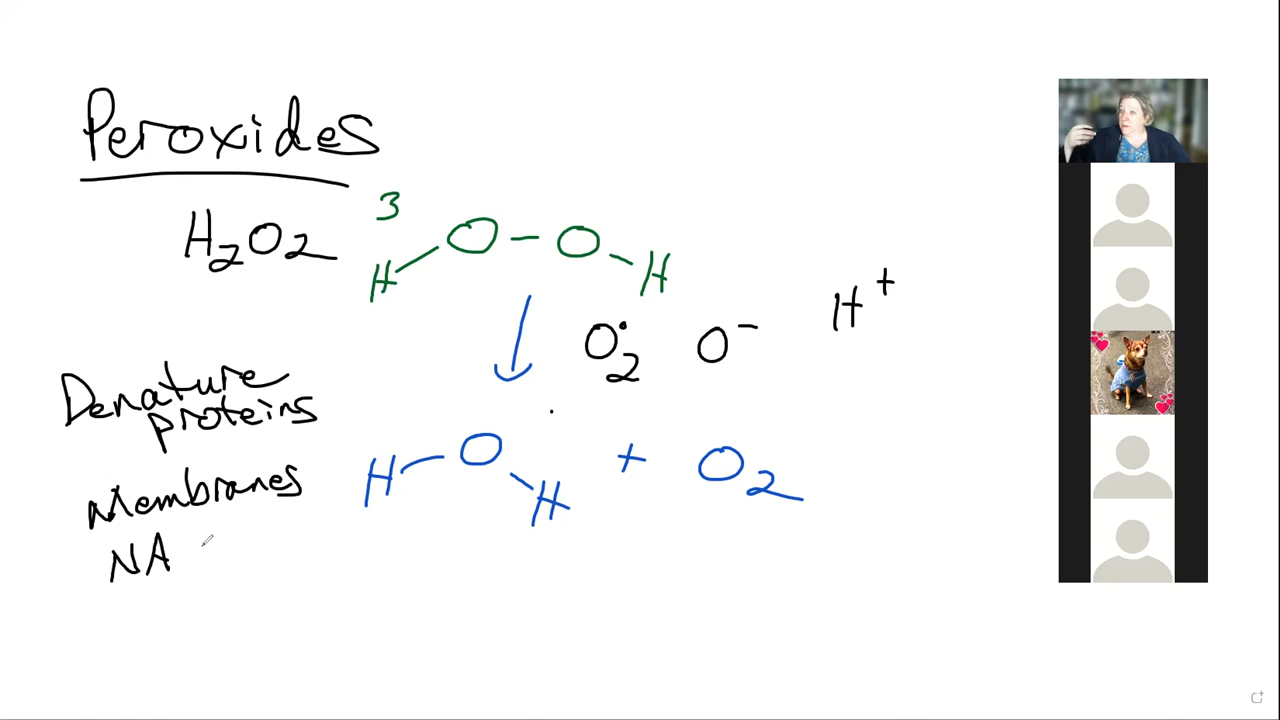 Peroxides
3
H2O2 H-O-O-H
O2• O− H+
Denature
proteins
H-O-H + O2
Membranes
NA